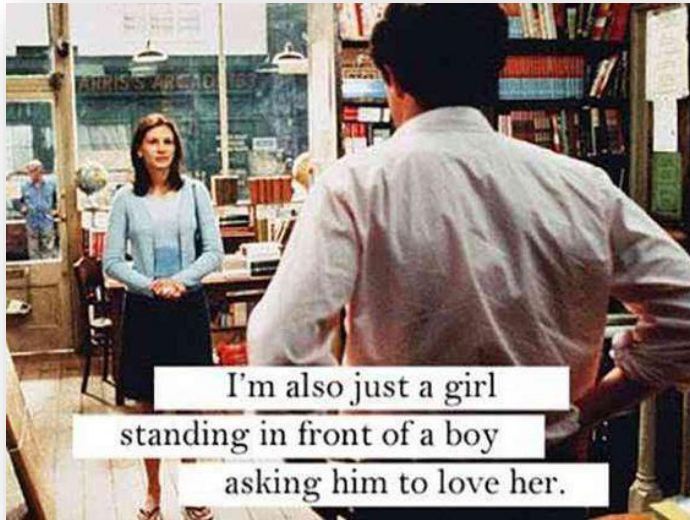 I'm also just a girl
standing in front of a boy
asking him to love her.